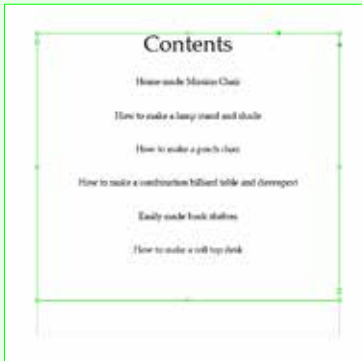 Contents
Home-made Mission Chair
How to make a lamp stand and shade
How to make a porch chair
How to make a combination billiard table and davenport
Easily made book shelves
How to make a roll top desk